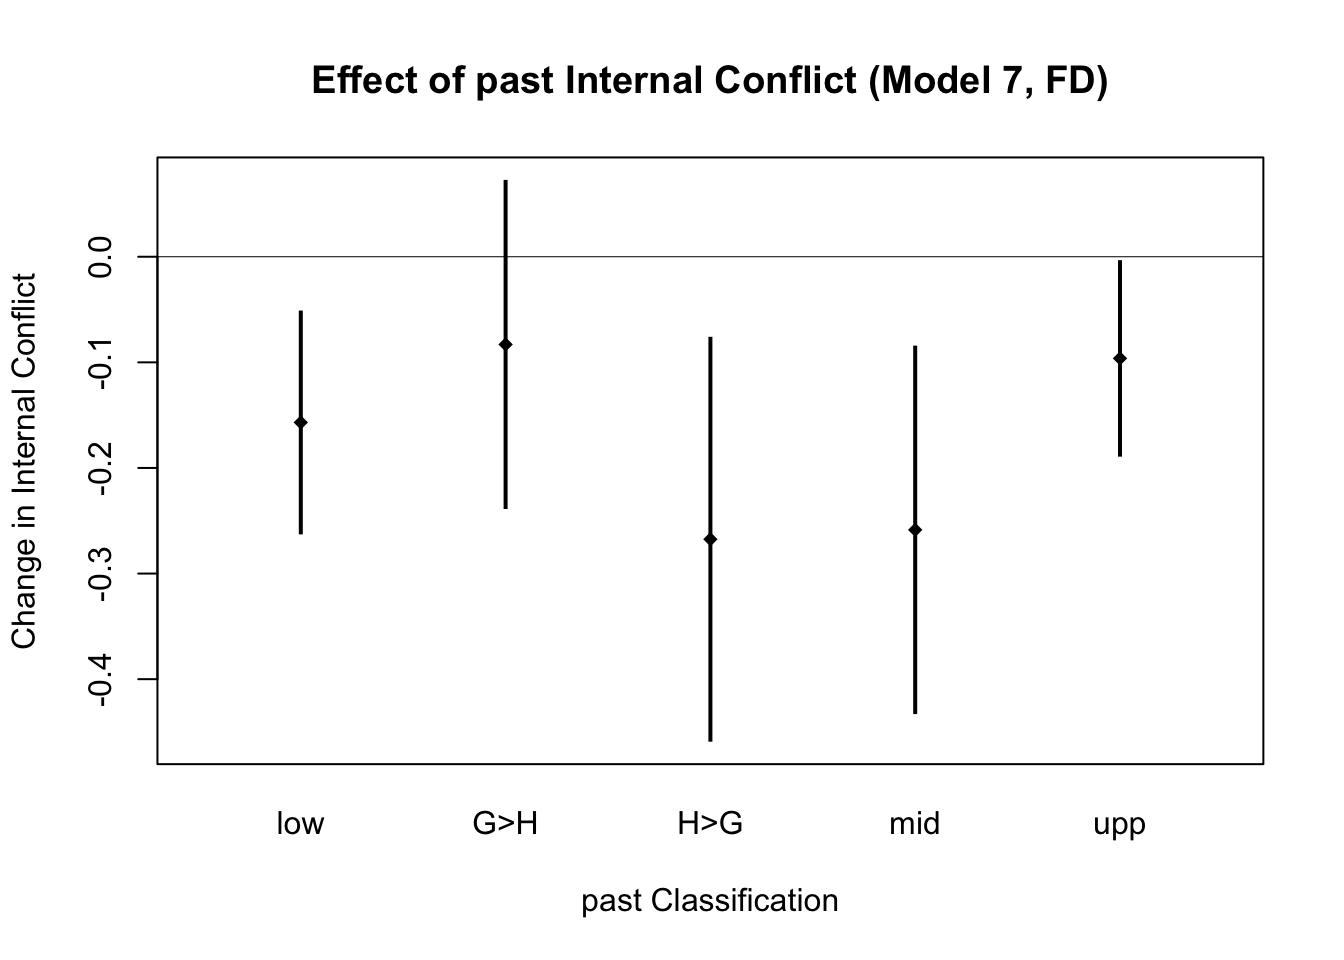 Effect of past Internal Conflict (Model 7, FD)
Change in Internal Conflict
0.0
-0.1
-0.2
-0.3
-0.4
low G>H H>G mid upp
past Classification